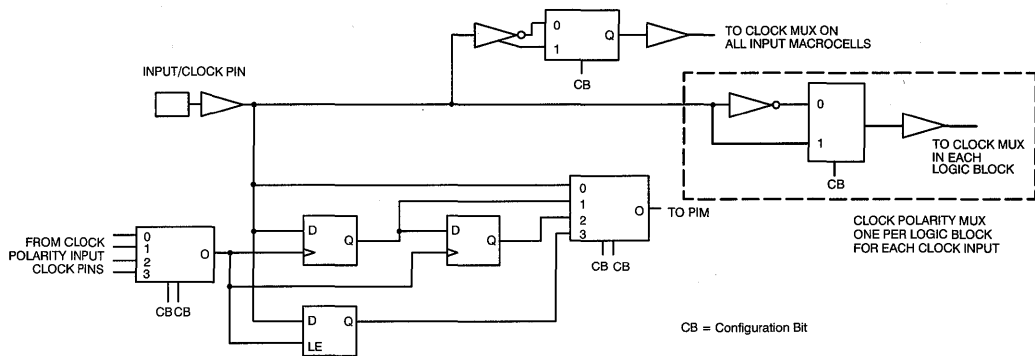 0
1
Q
CB
TO CLOCK MUX ON
ALL INPUT MACROCELLS
INPUT/CLOCK PIN
0
1
CB
TO CLOCK MUX
IN EACH
LOGIC BLOCK
CLOCK POLARITY MUX
ONE PER LOGIC BLOCK
FOR EACH CLOCK INPUT
0
1
2
3
O
TO PIM
CB CB
D
Q
D
Q
FROM CLOCK
POLARITY INPUT
CLOCK PINS
0
1
2
3
O
CB CB
D
Q
LE
CB = Configuration Bit